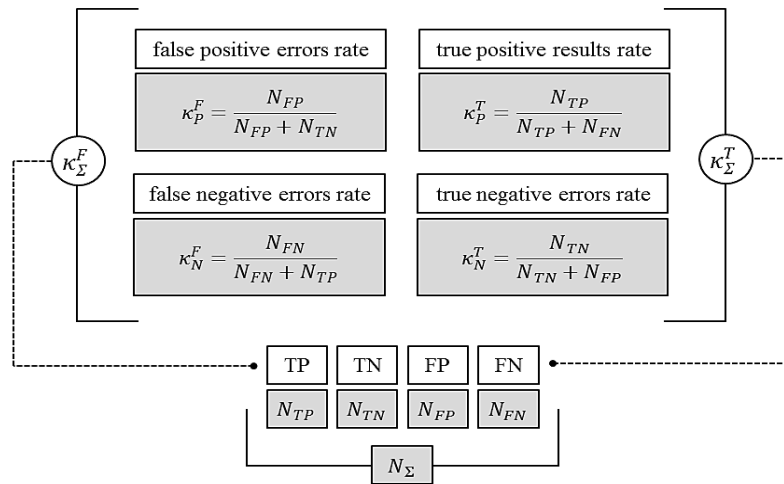 false positive errors rate
true positive results rate
κ_P^F = N_FP / (N_FP + N_TN)
κ_P^T = N_TP / (N_TP + N_FN)
κ_Σ^F
κ_Σ^T
false negative errors rate
true negative errors rate
κ_N^F = N_FN / (N_FN + N_TP)
κ_N^T = N_TN / (N_TN + N_FP)
TP TN FP FN
N_TP N_TN N_FP N_FN
N_Σ